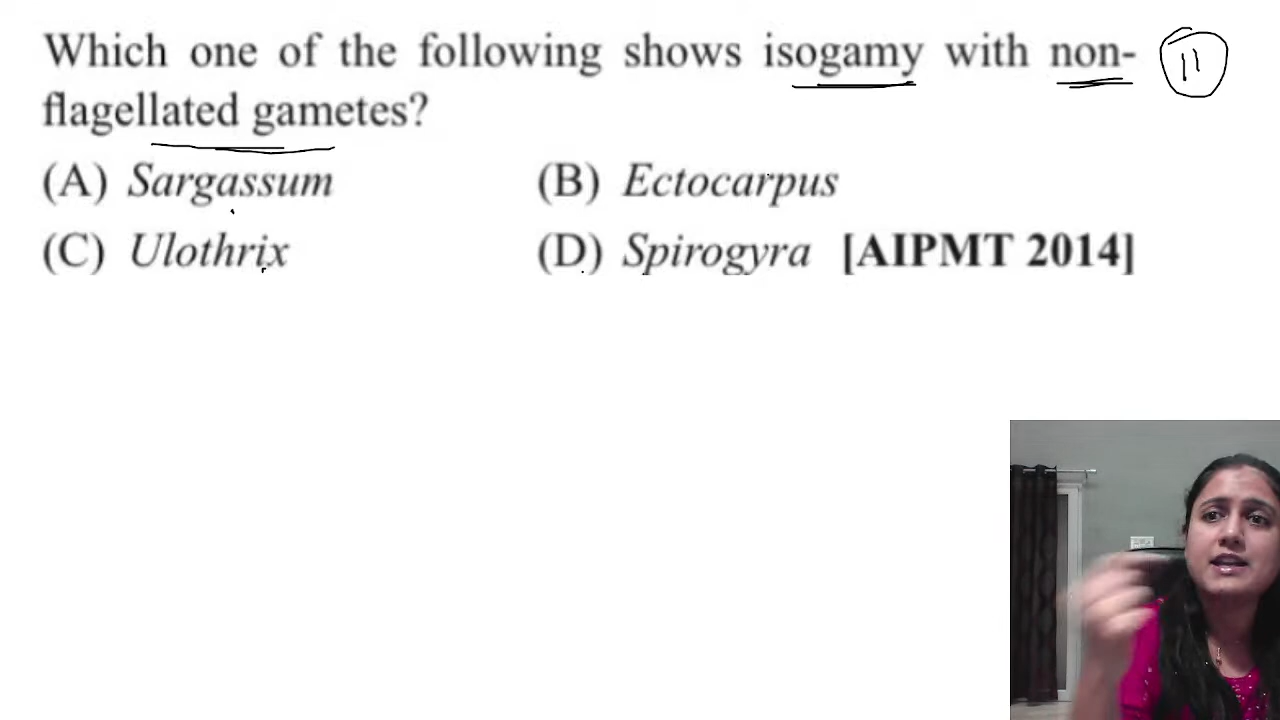 Which one of the following shows isogamy with non- 11
flagellated gametes?
(A) Sargassum (B) Ectocarpus
(C) Ulothrix (D) Spirogyra [AIPMT 2014]